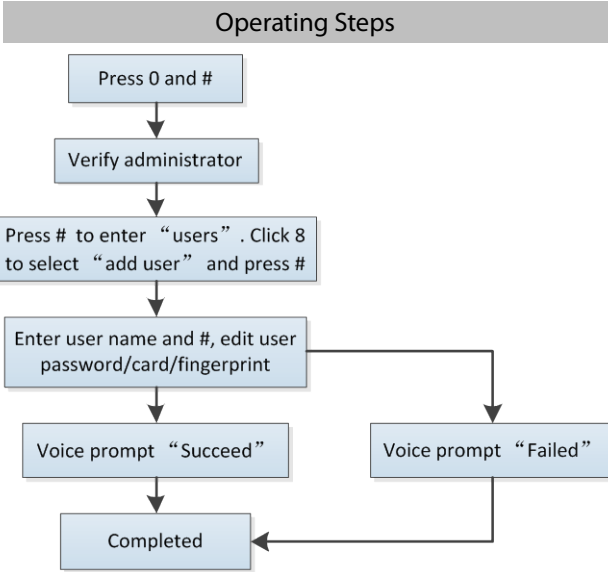 Operating Steps
Press 0 and #
Verify administrator
Press # to enter “users”. Click 8
to select “add user” and press #
Enter user name and #, edit user
password/card/fingerprint
Voice prompt “Succeed”
Voice prompt “Failed”
Completed